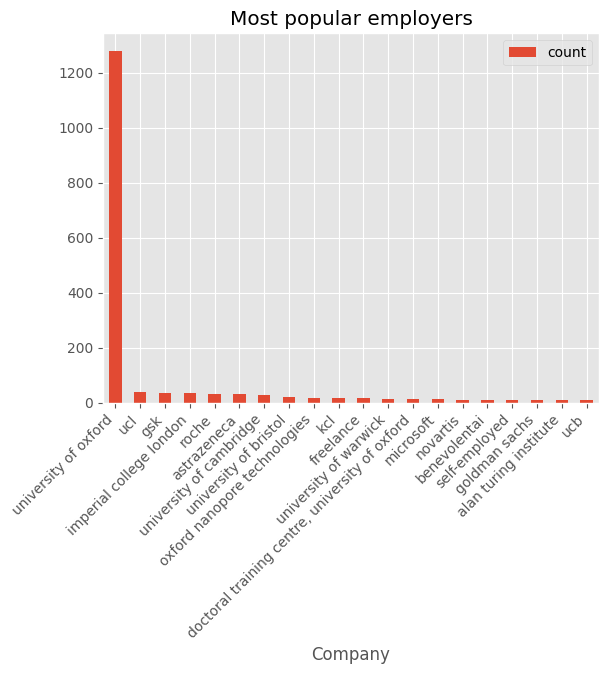 Most popular employers
count
1200
1000
800
600
400
200
0
university of oxford
ucl
gsk
imperial college london
roche
astrazeneca
university of cambridge
university of bristol
oxford nanopore technologies
kcl
freelance
university of warwick
doctoral training centre, university of oxford
microsoft
novartis
benevolentai
self-employed
goldman sachs
alan turing institute
ucb
Company